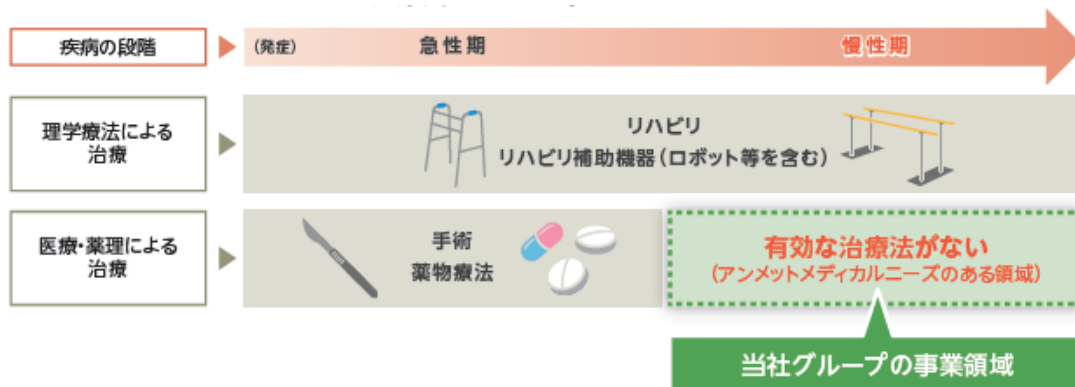 疾病の段階
(発症)
急性期
慢性期
理学療法による
治療
リハビリ
リハビリ補助機器(ロボット等を含む)
医療・薬理による
治療
手術
薬物療法
有効な治療法がない
(アンメットメディカルニーズのある領域)
当社グループの事業領域